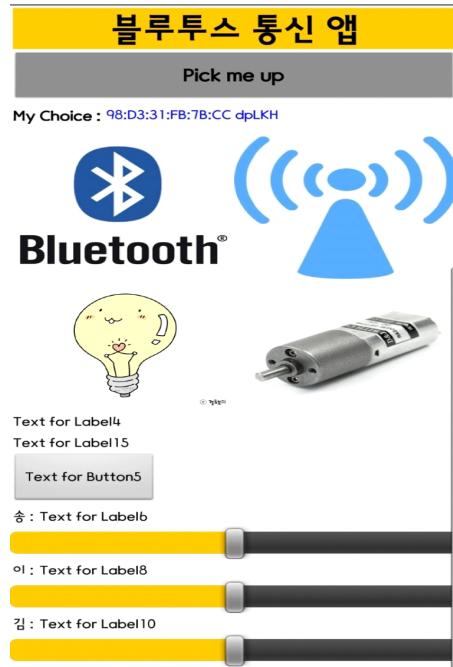 블루투스 통신 앱
Pick me up
My Choice : 98:D3:31:FB:7B:CC dpLKH
Bluetooth®
Text for Label4
Text for Label15
Text for Button5
송 : Text for Label6
이 : Text for Label8
김 : Text for Label10